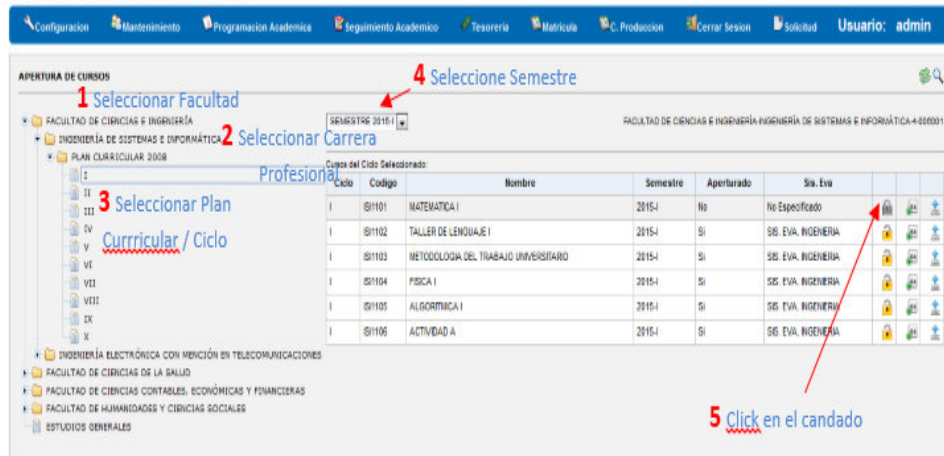 Configuracion Mantenimiento Programacion Academica Seguimiento Academico Tesoreria Matricula C. Produccion Cerrar Sesion Solicitud Usuario: admin
APERTURA DE CURSOS
4 Seleccione Semestre
1 Seleccionar Facultad
FACULTAD DE CIENCIAS E INGENIERÍA
SEMESTRE 2015-I
FACULTAD DE CIENCIAS E INGENIERÍA-INGENIERÍA DE SISTEMAS E INFORMÁTICA-4-000001
INGENIERÍA DE SISTEMAS E INFORMÁTICA
2 Seleccionar Carrera
Profesional
PLAN CURRICULAR 2008
I
II
III
IV
V
VI
VII
VIII
IX
X
3 Seleccionar Plan
Currricular / Ciclo
INGENIERÍA ELECTRÓNICA CON MENCIÓN EN TELECOMUNICACIONES
FACULTAD DE CIENCIAS DE LA SALUD
FACULTAD DE CIENCIAS CONTABLES, ECONÓMICAS Y FINANCIERAS
FACULTAD DE HUMANIDADES Y CIENCIAS SOCIALES
ESTUDIOS GENERALES
Cursos del Ciclo Seleccionado:
Ciclo Codigo Nombre Semestre Aperturado Sis. Eva
I ISI1101 MATEMATICA I 2015-I No No Especificado
I ISI1102 TALLER DE LENGUAJE I 2015-I Si SIS. EVA. INGENERIA
I ISI1103 METODOLOGIA DEL TRABAJO UNIVERSITARIO 2015-I Si SIS. EVA. INGENERIA
I ISI1104 FISICA I 2015-I Si SIS. EVA. INGENERIA
I ISI1105 ALGORITMICA I 2015-I Si SIS. EVA. INGENERIA
I ISI1106 ACTIVIDAD A 2015-I Si SIS. EVA. INGENERIA
5 Click en el candado